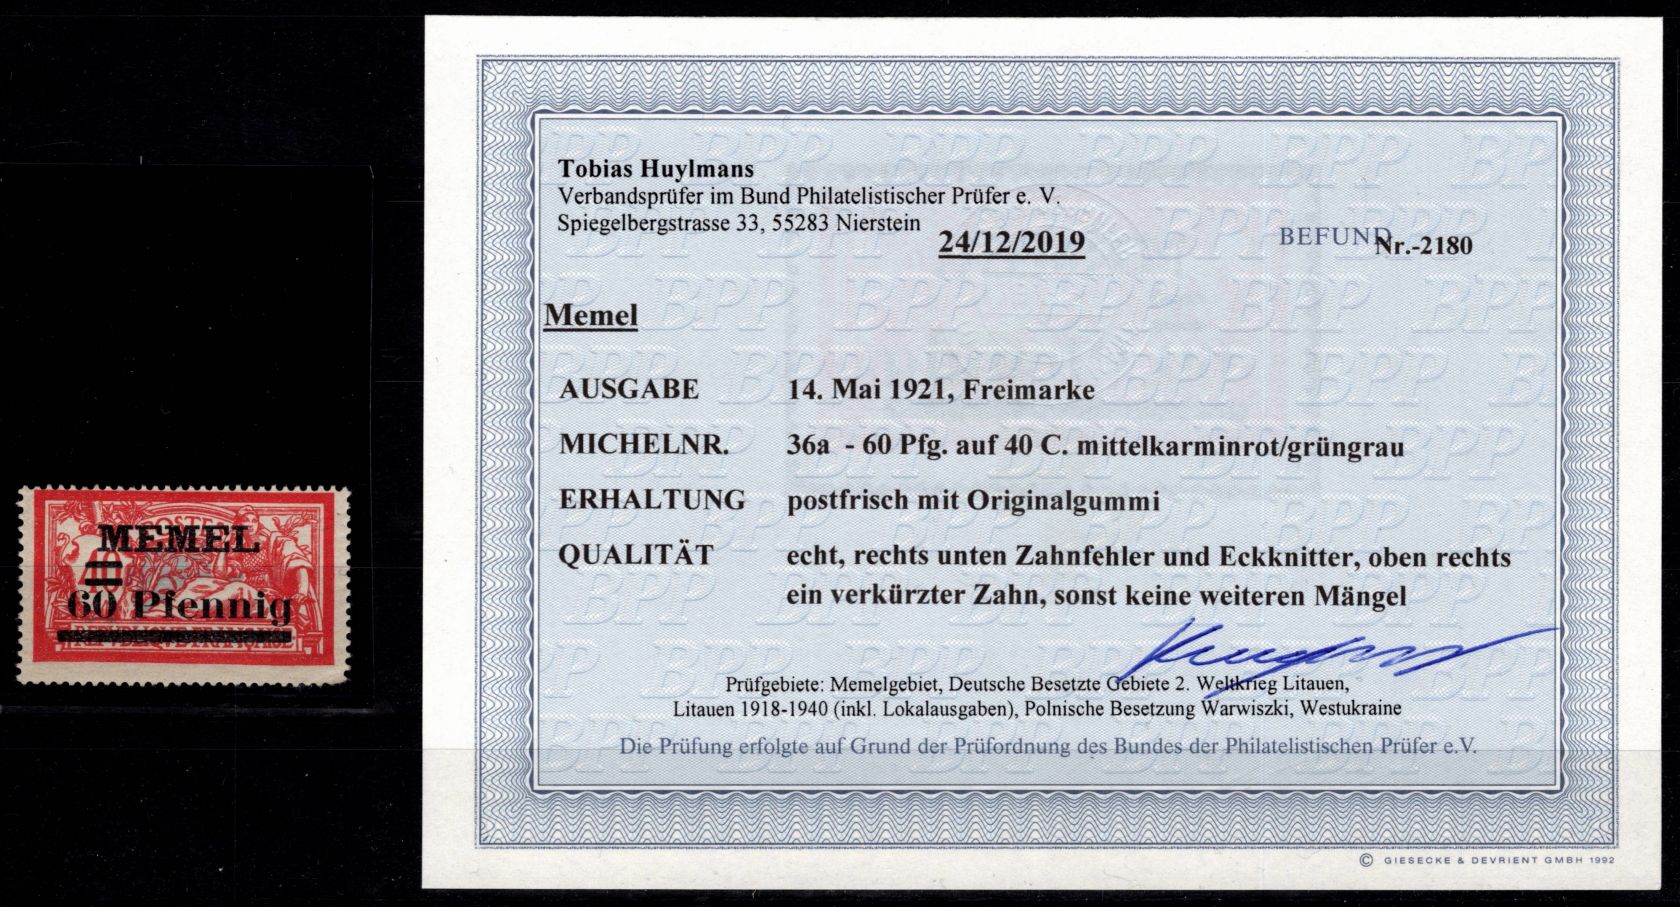 POSTES
MEMEL
60 Pfennig
REPVBLIQVE FRANÇAISE
Tobias Huylmans
Verbandsprüfer im Bund Philatelistischer Prüfer e. V.
Spiegelbergstrasse 33, 55283 Nierstein
24/12/2019
BEFUND Nr.-2180
Memel
AUSGABE 14. Mai 1921, Freimarke
MICHELNR. 36a - 60 Pfg. auf 40 C. mittelkarminrot/grüngrau
ERHALTUNG postfrisch mit Originalgummi
QUALITÄT echt, rechts unten Zahnfehler und Eckknitter, oben rechts
ein verkürzter Zahn, sonst keine weiteren Mängel
Prüfgebiete: Memelgebiet, Deutsche Besetzte Gebiete 2. Weltkrieg Litauen,
Litauen 1918-1940 (inkl. Lokalausgaben), Polnische Besetzung Warwiszki, Westukraine
Die Prüfung erfolgte auf Grund der Prüfordnung des Bundes der Philatelistischen Prüfer e.V.
© GIESECKE & DEVRIENT GMBH 1992